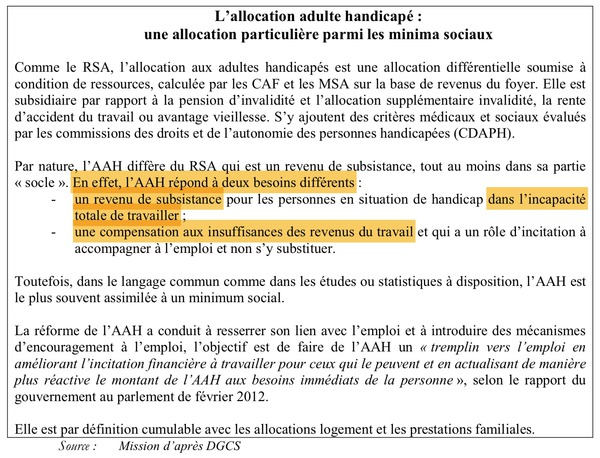 L'allocation adulte handicapé :
une allocation particulière parmi les minima sociaux
Comme le RSA, l'allocation aux adultes handicapés est une allocation différentielle soumise à
condition de ressources, calculée par les CAF et les MSA sur la base de revenus du foyer. Elle est
subsidiaire par rapport à la pension d'invalidité et l'allocation supplémentaire invalidité, la rente
d'accident du travail ou avantage vieillesse. S'y ajoutent des critères médicaux et sociaux évalués
par les commissions des droits et de l'autonomie des personnes handicapées (CDAPH).
Par nature, l'AAH diffère du RSA qui est un revenu de subsistance, tout au moins dans sa partie
« socle ». En effet, l'AAH répond à deux besoins différents :
- un revenu de subsistance pour les personnes en situation de handicap dans l'incapacité
totale de travailler ;
- une compensation aux insuffisances des revenus du travail et qui a un rôle d'incitation à
accompagner à l'emploi et non s'y substituer.
Toutefois, dans le langage commun comme dans les études ou statistiques à disposition, l'AAH est
le plus souvent assimilée à un minimum social.
La réforme de l'AAH a conduit à resserrer son lien avec l'emploi et à introduire des mécanismes
d'encouragement à l'emploi, l'objectif est de faire de l'AAH un « tremplin vers l'emploi en
améliorant l'incitation financière à travailler pour ceux qui le peuvent et en actualisant de manière
plus réactive le montant de l'AAH aux besoins immédiats de la personne », selon le rapport du
gouvernement au parlement de février 2012.
Elle est par définition cumulable avec les allocations logement et les prestations familiales.
Source : Mission d'après DGCS